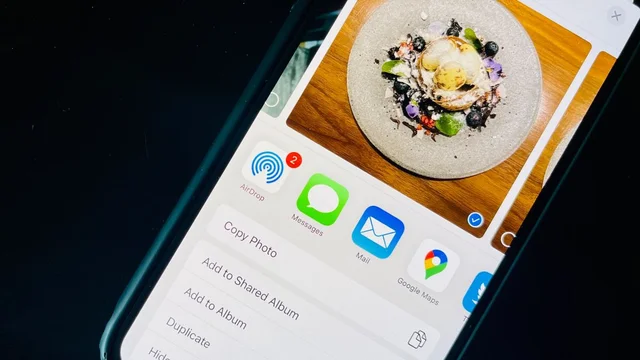 2
AirDrop
Messages
Mail
Google Maps
Copy Photo
Add to Shared Album
Add to Album
Duplicate